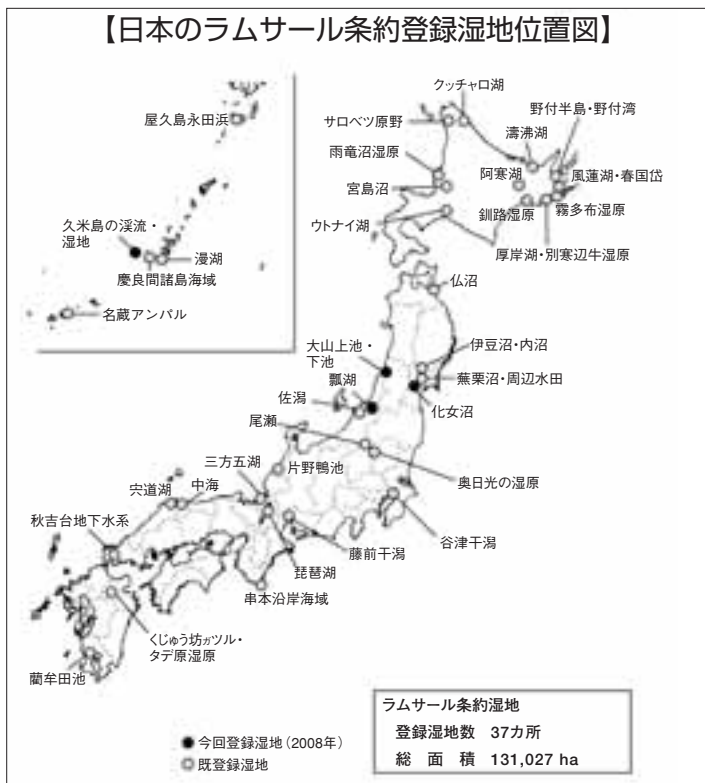 【日本のラムサール条約登録湿地位置図】
クッチャロ湖
屋久島永田浜
サロベツ原野
野付半島・野付湾
濤沸湖
雨竜沼湿原
阿寒湖
風蓮湖・春国岱
宮島沼
久米島の渓流・
湿地
ウトナイ湖
釧路湿原
霧多布湿原
漫湖
厚岸湖・別寒辺牛湿原
慶良間諸島海域
仏沼
名蔵アンパル
大山上池・
下池
伊豆沼・内沼
瓢湖
蕪栗沼・周辺水田
佐潟
化女沼
尾瀬
三方五湖
片野鴨池
奥日光の湿原
宍道湖
中海
秋吉台地下水系
谷津干潟
藤前干潟
琵琶湖
串本沿岸海域
くじゅう坊ガツル・
タデ原湿原
藺牟田池
ラムサール条約湿地
登録湿地数 37カ所
総面積 131,027 ha
●今回登録湿地（2008年）
○既登録湿地